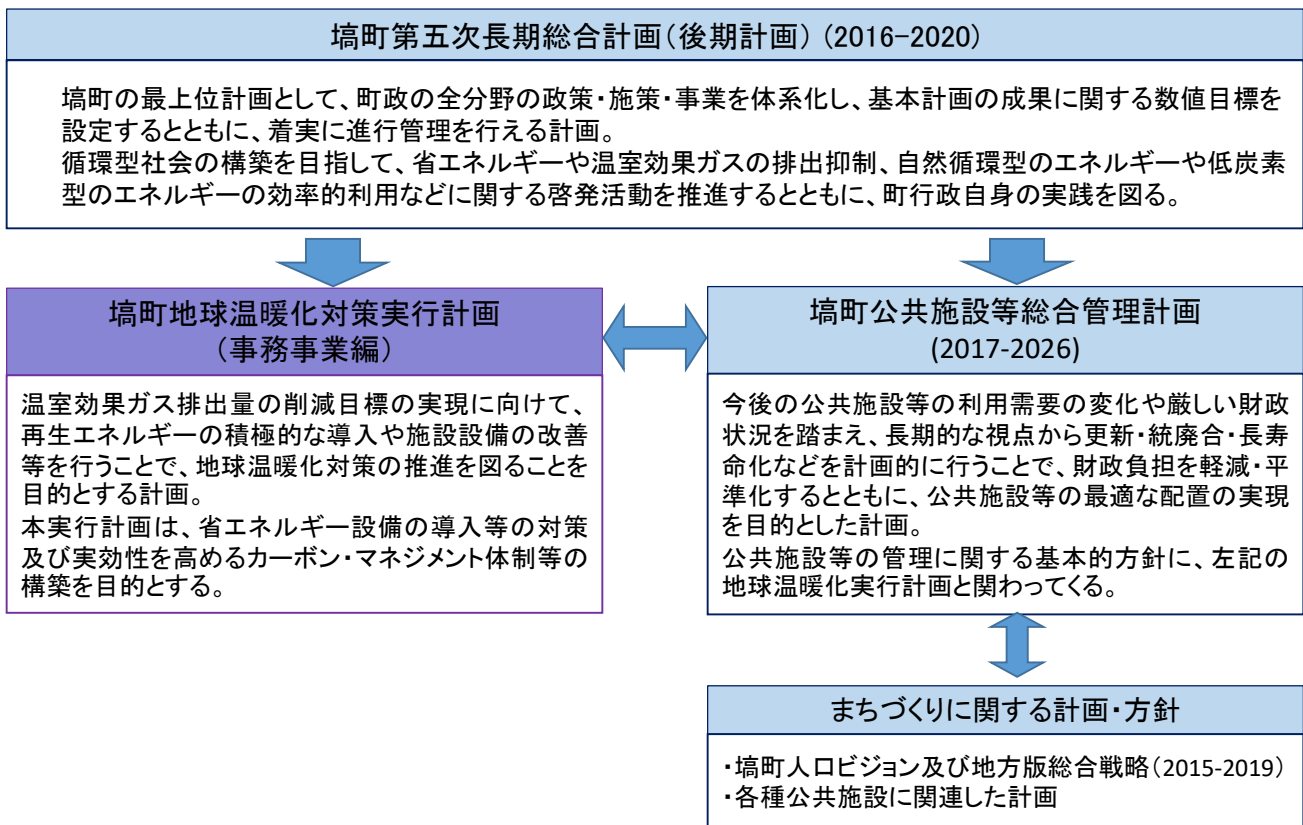 塙町第五次長期総合計画（後期計画） (2016-2020)
塙町の最上位計画として、町政の全分野の政策・施策・事業を体系化し、基本計画の成果に関する数値目標を
設定するとともに、着実に進行管理を行える計画。
循環型社会の構築を目指して、省エネルギーや温室効果ガスの排出抑制、自然循環型のエネルギーや低炭素
型のエネルギーの効率的利用などに関する啓発活動を推進するとともに、町行政自身の実践を図る。
塙町地球温暖化対策実行計画
（事務事業編）
温室効果ガス排出量の削減目標の実現に向けて、
再生エネルギーの積極的な導入や施設設備の改善
等を行うことで、地球温暖化対策の推進を図ることを
目的とする計画。
本実行計画は、省エネルギー設備の導入等の対策
及び実効性を高めるカーボン・マネジメント体制等の
構築を目的とする。
塙町公共施設等総合管理計画
(2017-2026)
今後の公共施設等の利用需要の変化や厳しい財政
状況を踏まえ、長期的な視点から更新・統廃合・長寿
命化などを計画的に行うことで、財政負担を軽減・平
準化するとともに、公共施設等の最適な配置の実現
を目的とした計画。
公共施設等の管理に関する基本的方針に、左記の
地球温暖化実行計画と関わってくる。
まちづくりに関する計画・方針
・塙町人口ビジョン及び地方版総合戦略（2015-2019）
・各種公共施設に関連した計画